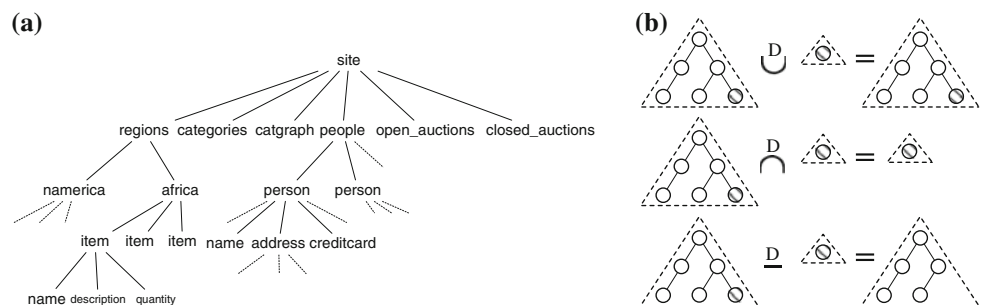 (a)
site
regions categories catgraph people open_auctions closed_auctions
namerica africa person person
item item item name address creditcard
name description quantity
(b)
D
∪ =
D
∩ =
D
− =